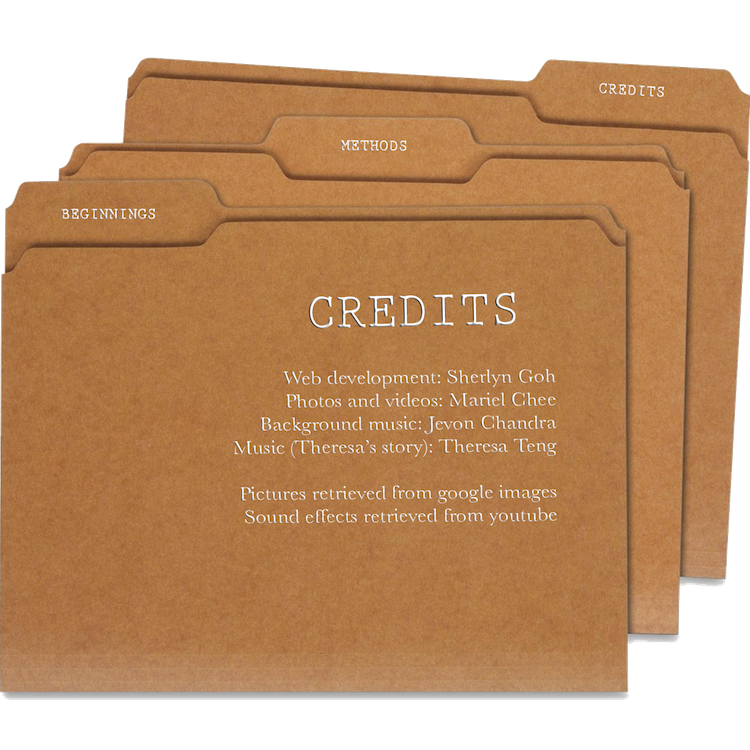 CREDITS
METHODS
BEGINNINGS
CREDITS
Web development: Sherlyn Goh
Photos and videos: Mariel Chee
Background music: Jevon Chandra
Music (Theresa's story): Theresa Teng
Pictures retrieved from google images
Sound effects retrieved from youtube